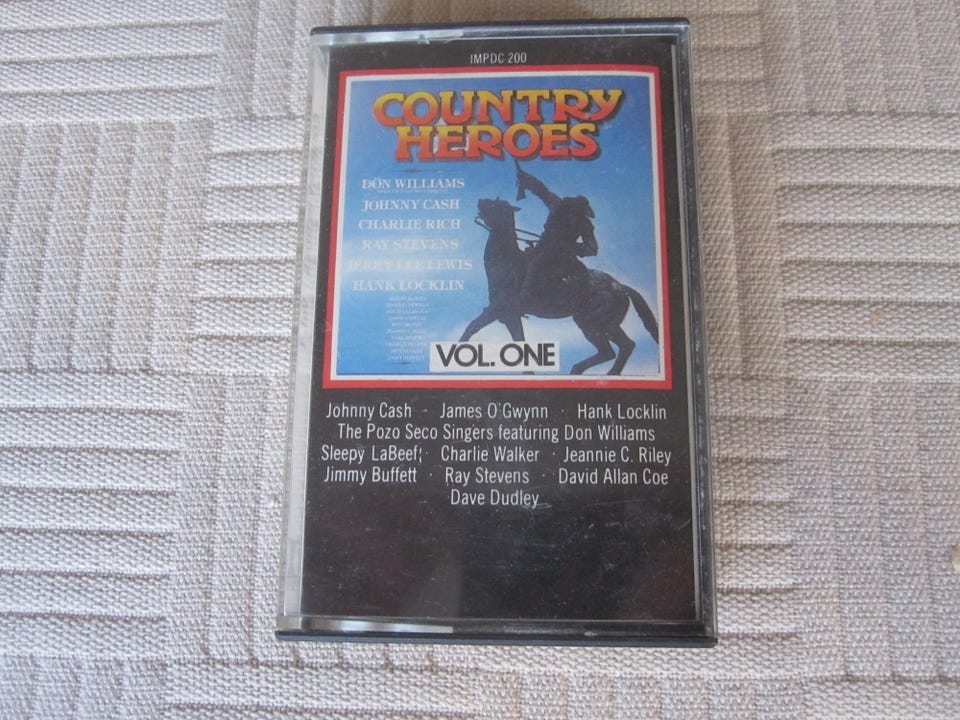 IMPDC 200
COUNTRY
HEROES
DON WILLIAMS
JOHNNY CASH
CHARLIE RICH
RAY STEVENS
JERRY LEE LEWIS
HANK LOCKLIN
VOL. ONE
Johnny Cash · James O'Gwynn · Hank Locklin
The Pozo Seco Singers featuring Don Williams
Sleepy LaBeef · Charlie Walker · Jeannie C. Riley
Jimmy Buffett · Ray Stevens · David Allan Coe
Dave Dudley